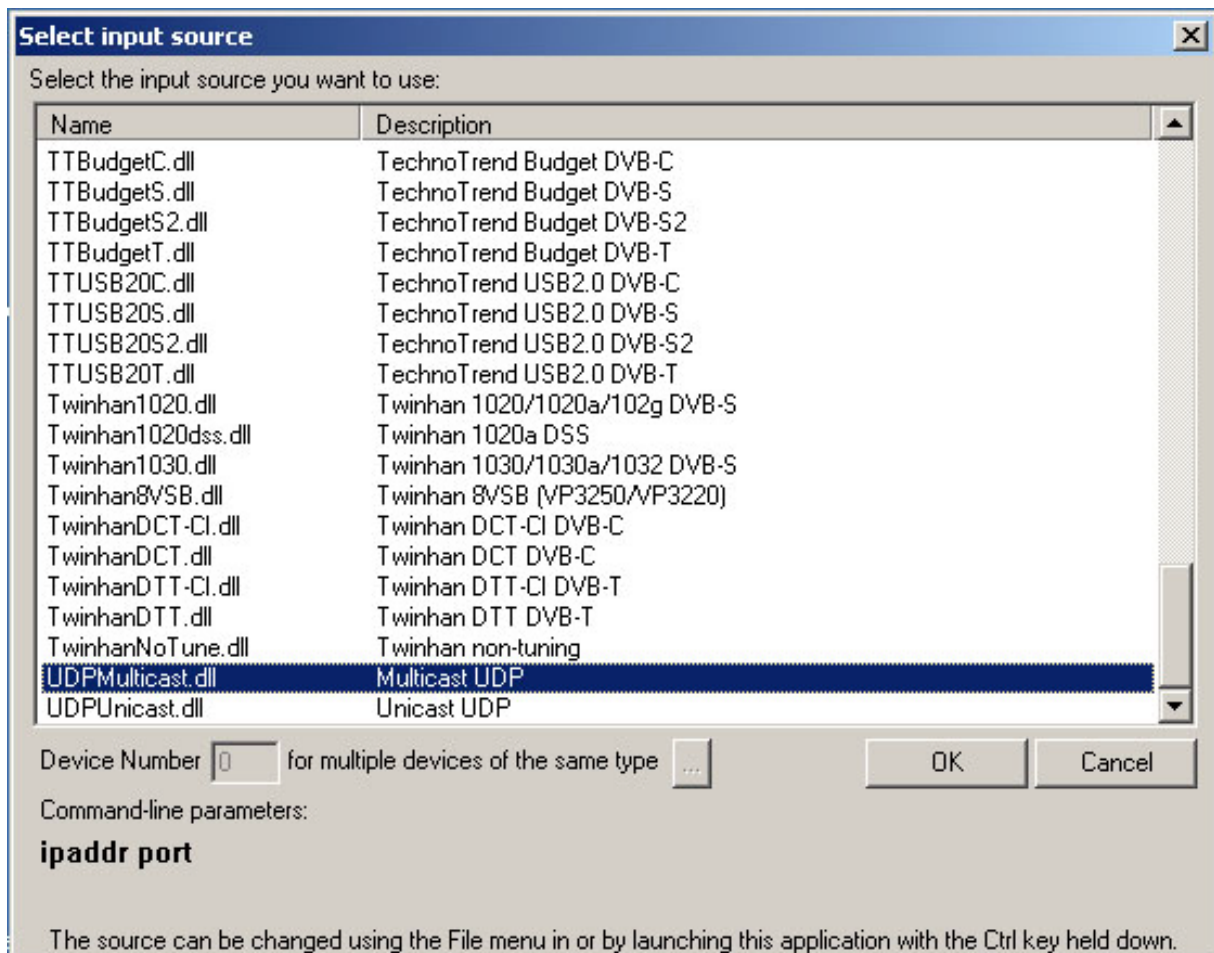 Select input source
Select the input source you want to use:
Name Description
TTBudgetC.dll TechnoTrend Budget DVB-C
TTBudgetS.dll TechnoTrend Budget DVB-S
TTBudgetS2.dll TechnoTrend Budget DVB-S2
TTBudgetT.dll TechnoTrend Budget DVB-T
TTUSB20C.dll TechnoTrend USB2.0 DVB-C
TTUSB20S.dll TechnoTrend USB2.0 DVB-S
TTUSB20S2.dll TechnoTrend USB2.0 DVB-S2
TTUSB20T.dll TechnoTrend USB2.0 DVB-T
Twinhan1020.dll Twinhan 1020/1020a/102g DVB-S
Twinhan1020dss.dll Twinhan 1020a DSS
Twinhan1030.dll Twinhan 1030/1030a/1032 DVB-S
Twinhan8VSB.dll Twinhan 8VSB (VP3250/VP3220)
TwinhanDCT-CI.dll Twinhan DCT-CI DVB-C
TwinhanDCT.dll Twinhan DCT DVB-C
TwinhanDTT-CI.dll Twinhan DTT-CI DVB-T
TwinhanDTT.dll Twinhan DTT DVB-T
TwinhanNoTune.dll Twinhan non-tuning
UDPMulticast.dll Multicast UDP
UDPUnicast.dll Unicast UDP
Device Number 0 for multiple devices of the same type ... OK Cancel
Command-line parameters:
ipaddr port
The source can be changed using the File menu in or by launching this application with the Ctrl key held down.